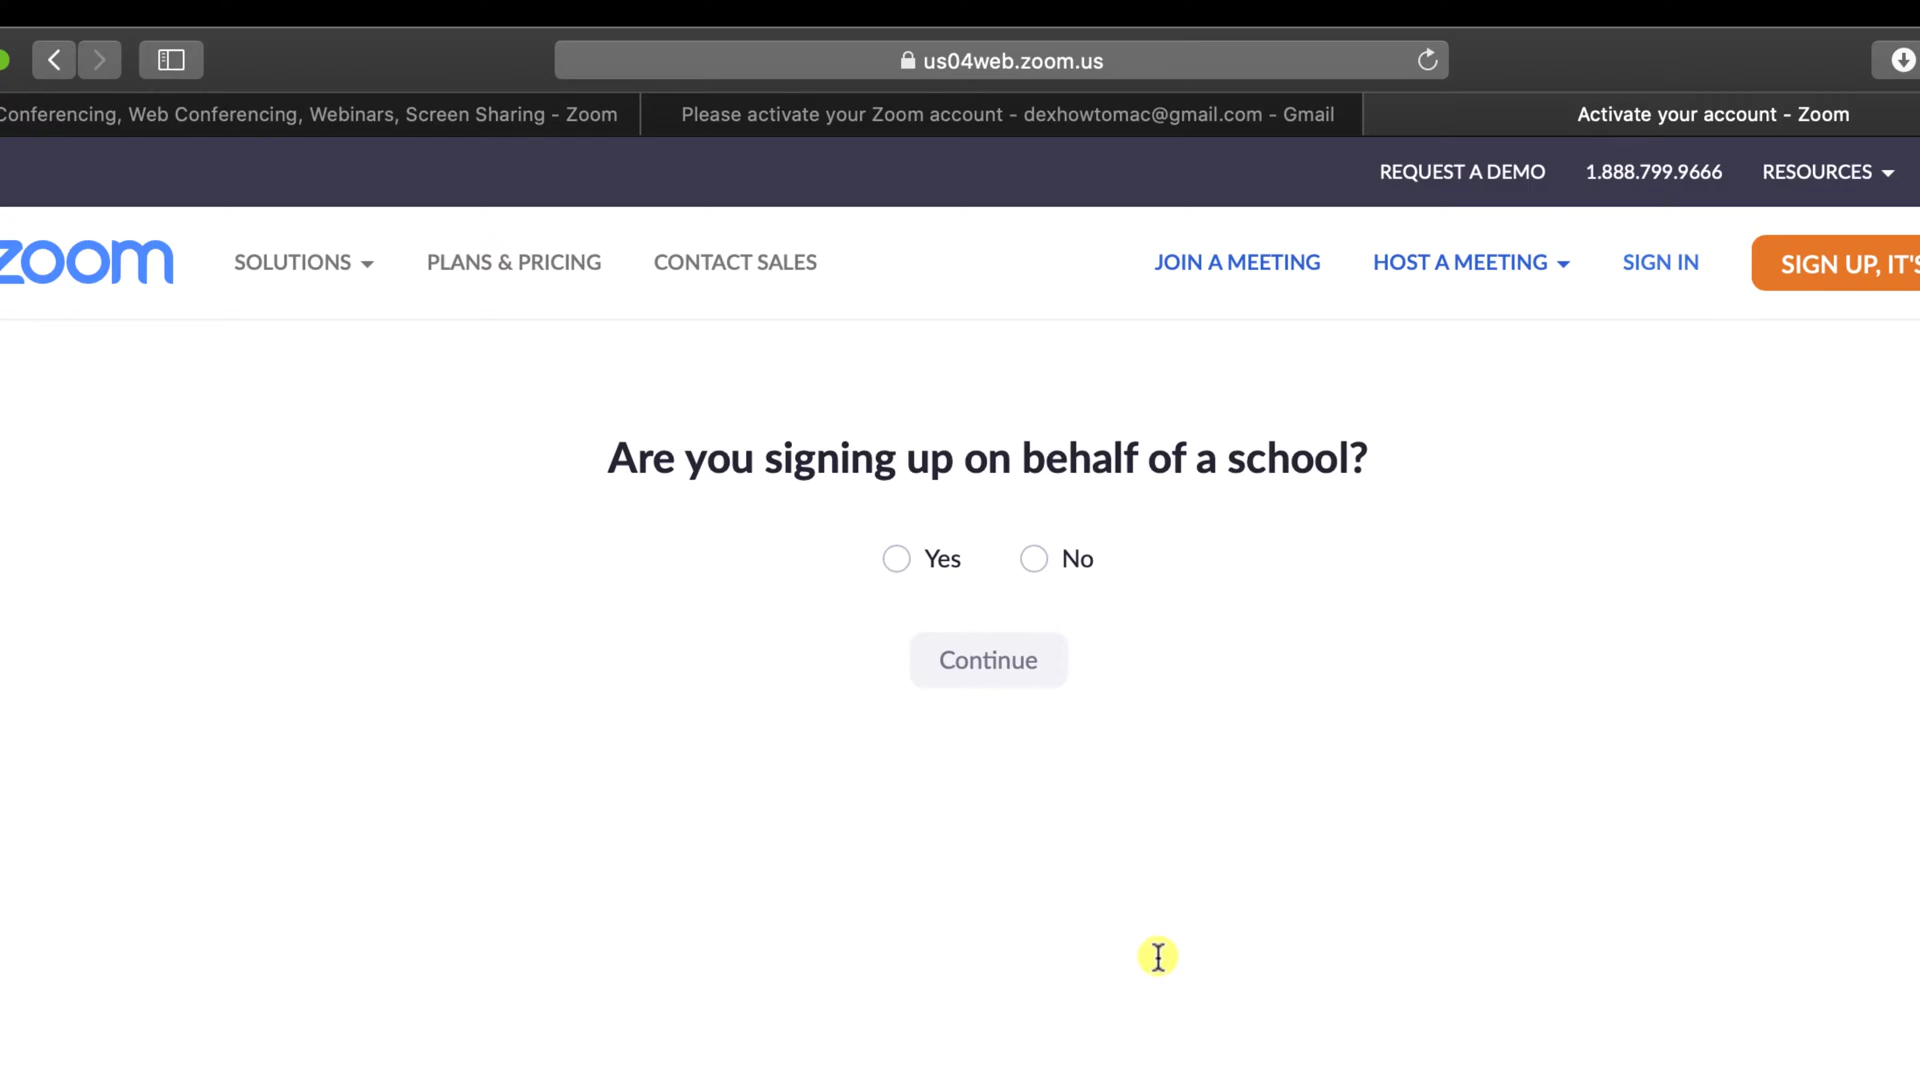 us04web.zoom.us
Conferencing, Web Conferencing, Webinars, Screen Sharing - Zoom
Please activate your Zoom account - dexhowtomac@gmail.com - Gmail
Activate your account - Zoom
REQUEST A DEMO 1.888.799.9666 RESOURCES
zoom SOLUTIONS PLANS & PRICING CONTACT SALES JOIN A MEETING HOST A MEETING SIGN IN SIGN UP, IT'S
Are you signing up on behalf of a school?
Yes No
Continue